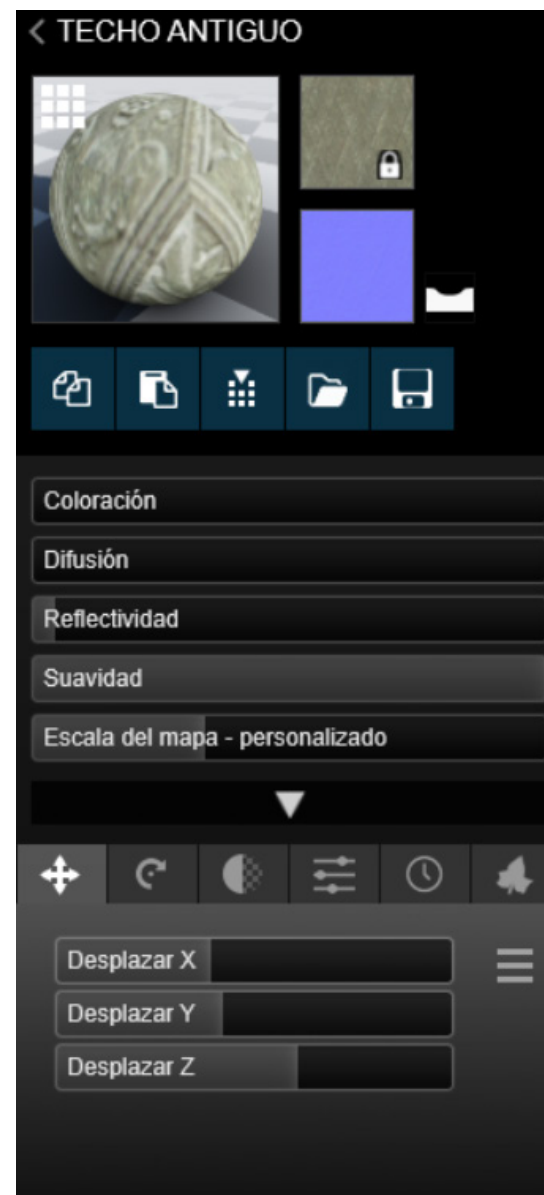 TECHO ANTIGUO
Coloración
Difusión
Reflectividad
Suavidad
Escala del mapa - personalizado
Desplazar X
Desplazar Y
Desplazar Z